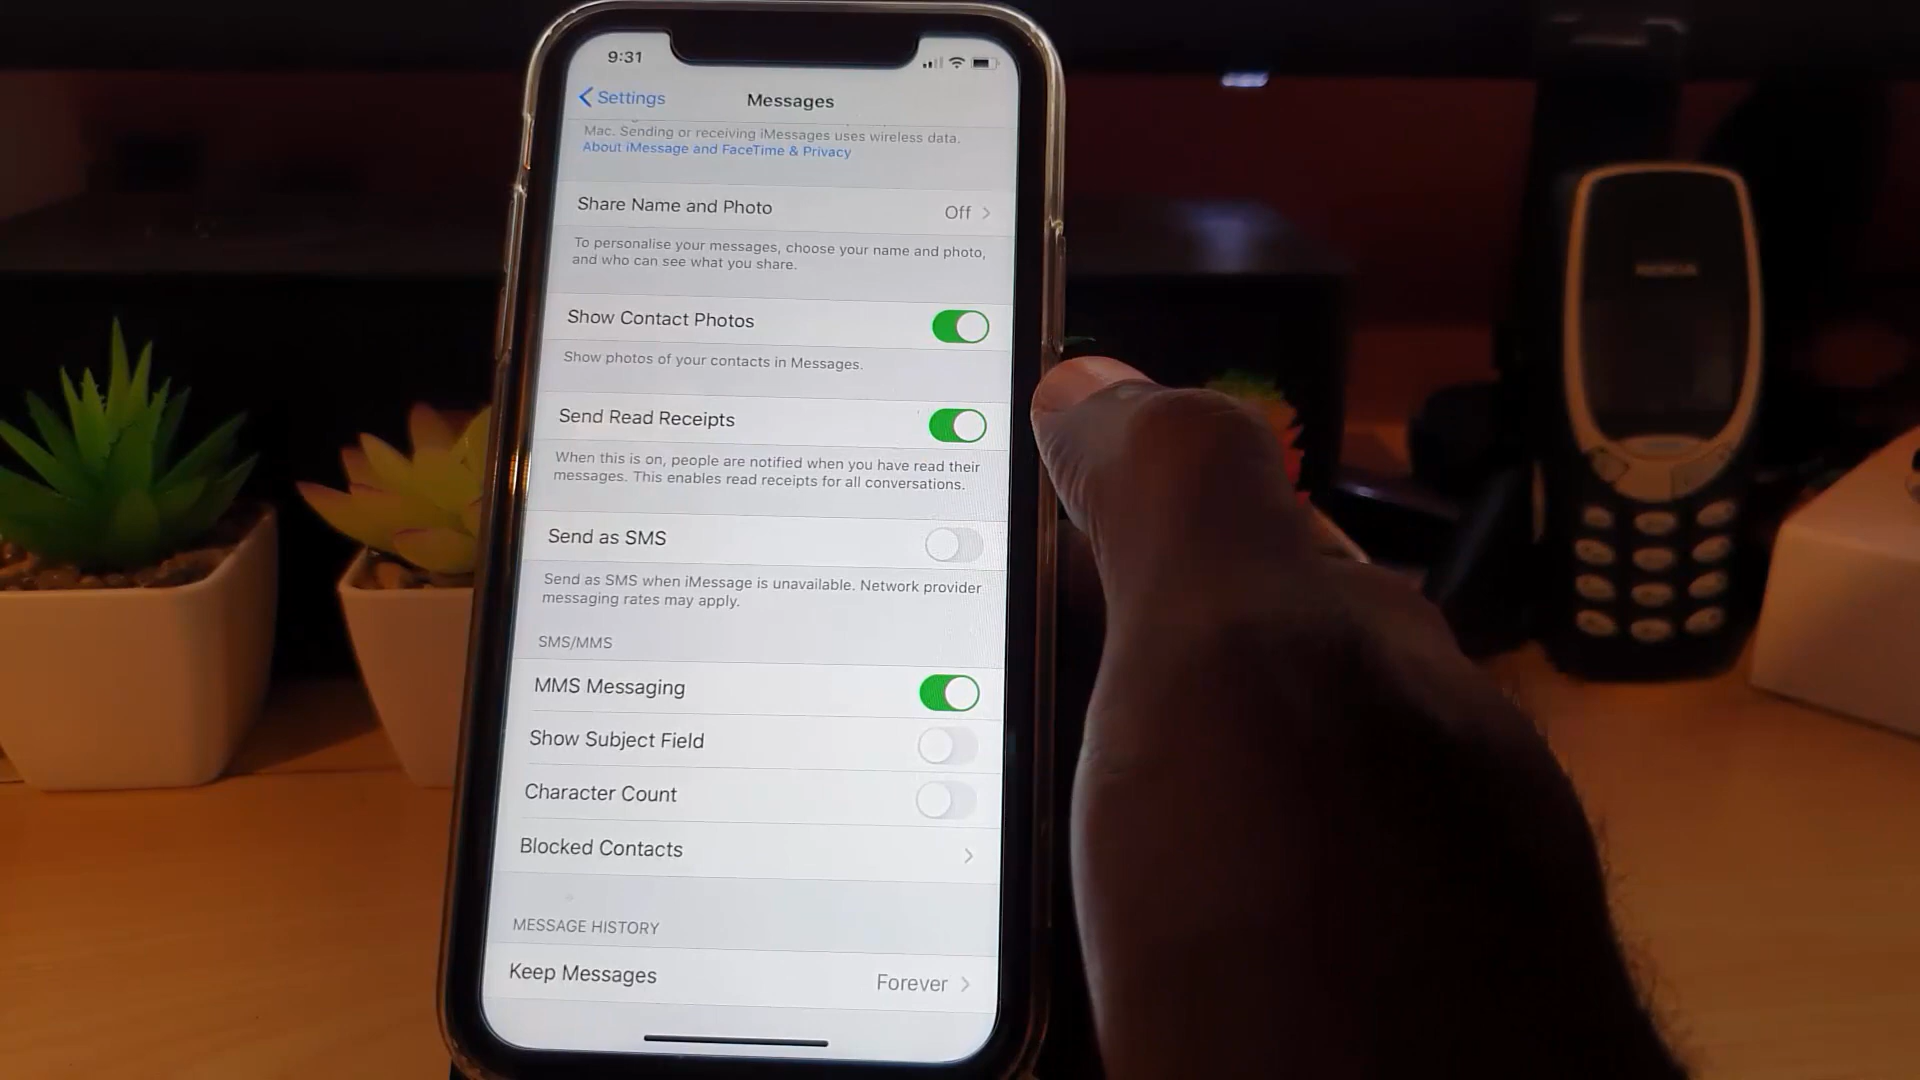 9:31
Settings
Messages
Mac. Sending or receiving iMessages uses wireless data.
About iMessage and FaceTime & Privacy
Share Name and Photo
Off
To personalise your messages, choose your name and photo,
and who can see what you share.
Show Contact Photos
Show photos of your contacts in Messages.
Send Read Receipts
When this is on, people are notified when you have read their
messages. This enables read receipts for all conversations.
Send as SMS
Send as SMS when iMessage is unavailable. Network provider
messaging rates may apply.
SMS/MMS
MMS Messaging
Show Subject Field
Character Count
Blocked Contacts
MESSAGE HISTORY
Keep Messages
Forever
NOKIA